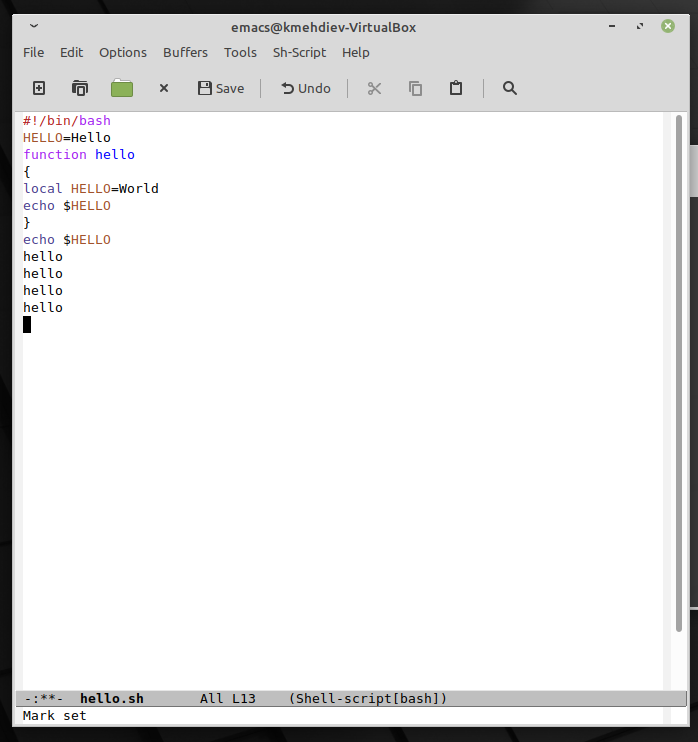 emacs@kmehdiev-VirtualBox
File Edit Options Buffers Tools Sh-Script Help
Save Undo
#!/bin/bash
HELLO=Hello
function hello
{
local HELLO=World
echo $HELLO
}
echo $HELLO
hello
hello
hello
hello
-:**- hello.sh All L13 (Shell-script[bash])
Mark set